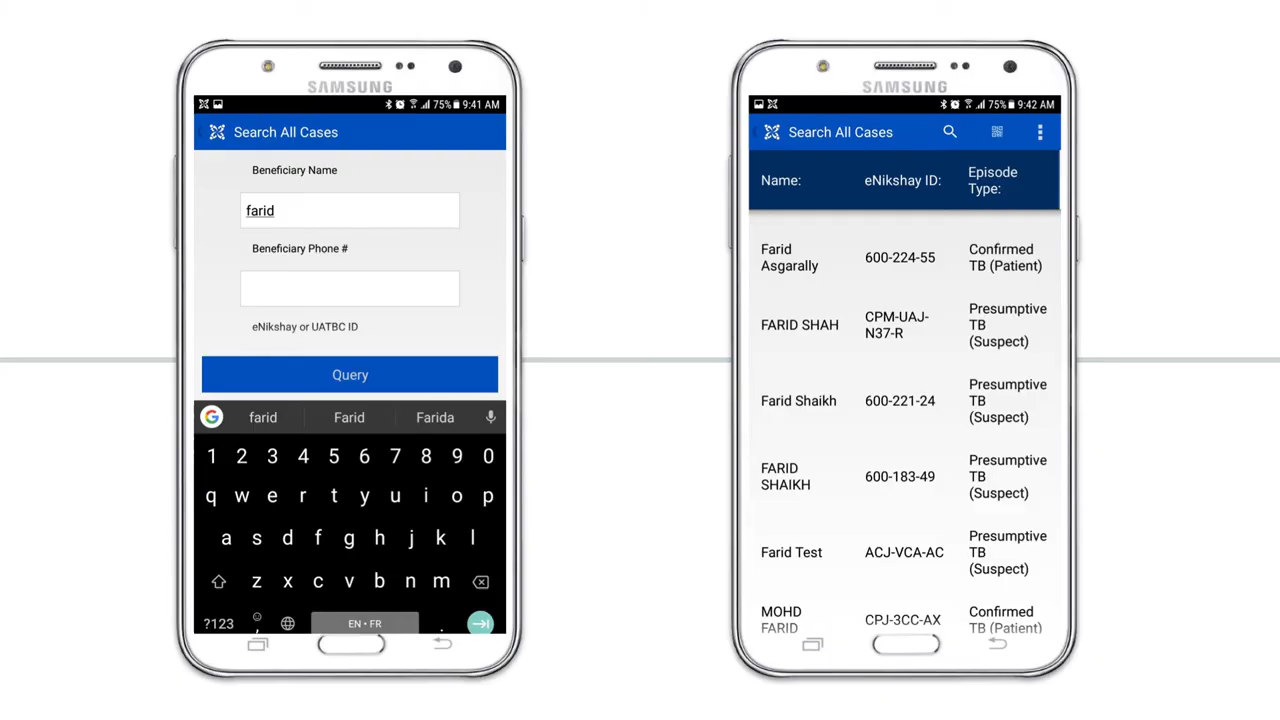 SAMSUNG
75% 9:41 AM
Search All Cases
Beneficiary Name
farid
Beneficiary Phone #
eNikshay or UATBC ID
Query
farid Farid Farida
1 2 3 4 5 6 7 8 9 0
q w e r t y u i o p
a s d f g h j k l
z x c v b n m
?123 , EN • FR .
SAMSUNG
75% 9:42 AM
Search All Cases
Name: eNikshay ID: Episode
Type:
Farid
Asgarally
600-224-55
Confirmed
TB (Patient)
FARID SHAH
CPM-UAJ-
N37-R
Presumptive
TB
(Suspect)
Farid Shaikh
600-221-24
Presumptive
TB
(Suspect)
FARID
SHAIKH
600-183-49
Presumptive
TB
(Suspect)
Farid Test
ACJ-VCA-AC
Presumptive
TB
(Suspect)
MOHD
FARID
CPJ-3CC-AX
Confirmed
TB (Patient)